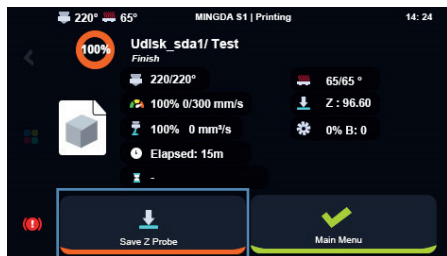 220° 65° MINGDA S1 | Printing 14: 24
100%
Udisk_sda1/ Test
Finish
220/220° 65/65 °
100% 0/300 mm/s Z : 96.60
100% 0 mm³/s 0% B: 0
Elapsed: 15m
-
Save Z Probe Main Menu